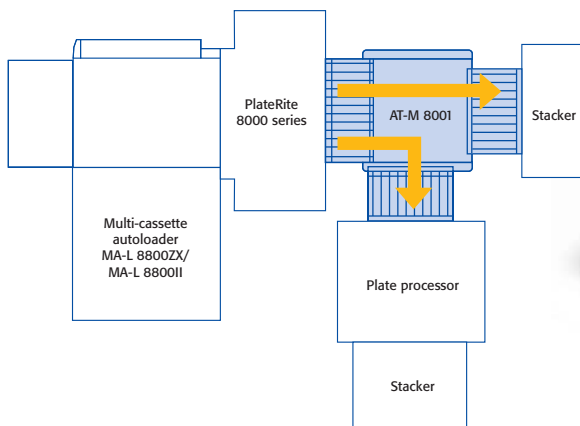 PlateRite
8000 series
AT-M 8001
Stacker
Multi-cassette
autoloader
MA-L 8800ZX/
MA-L 8800II
Plate processor
Stacker